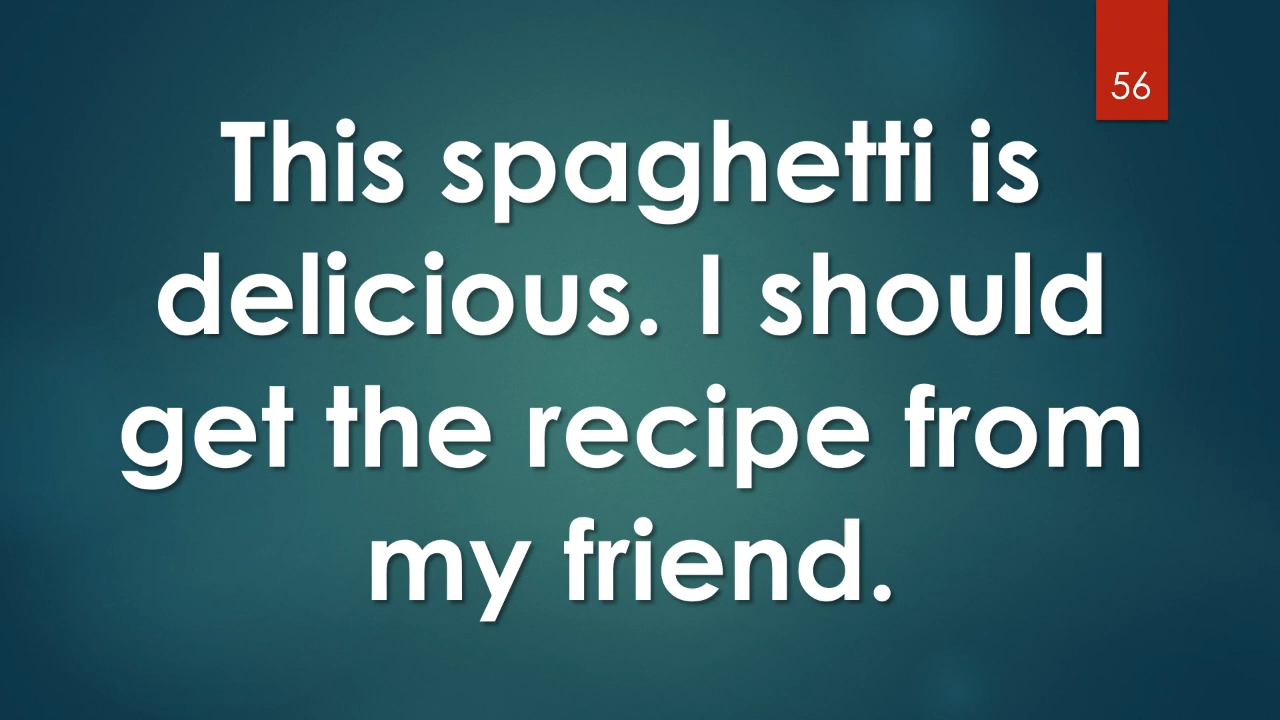 56
This spaghetti is
delicious. I should
get the recipe from
my friend.